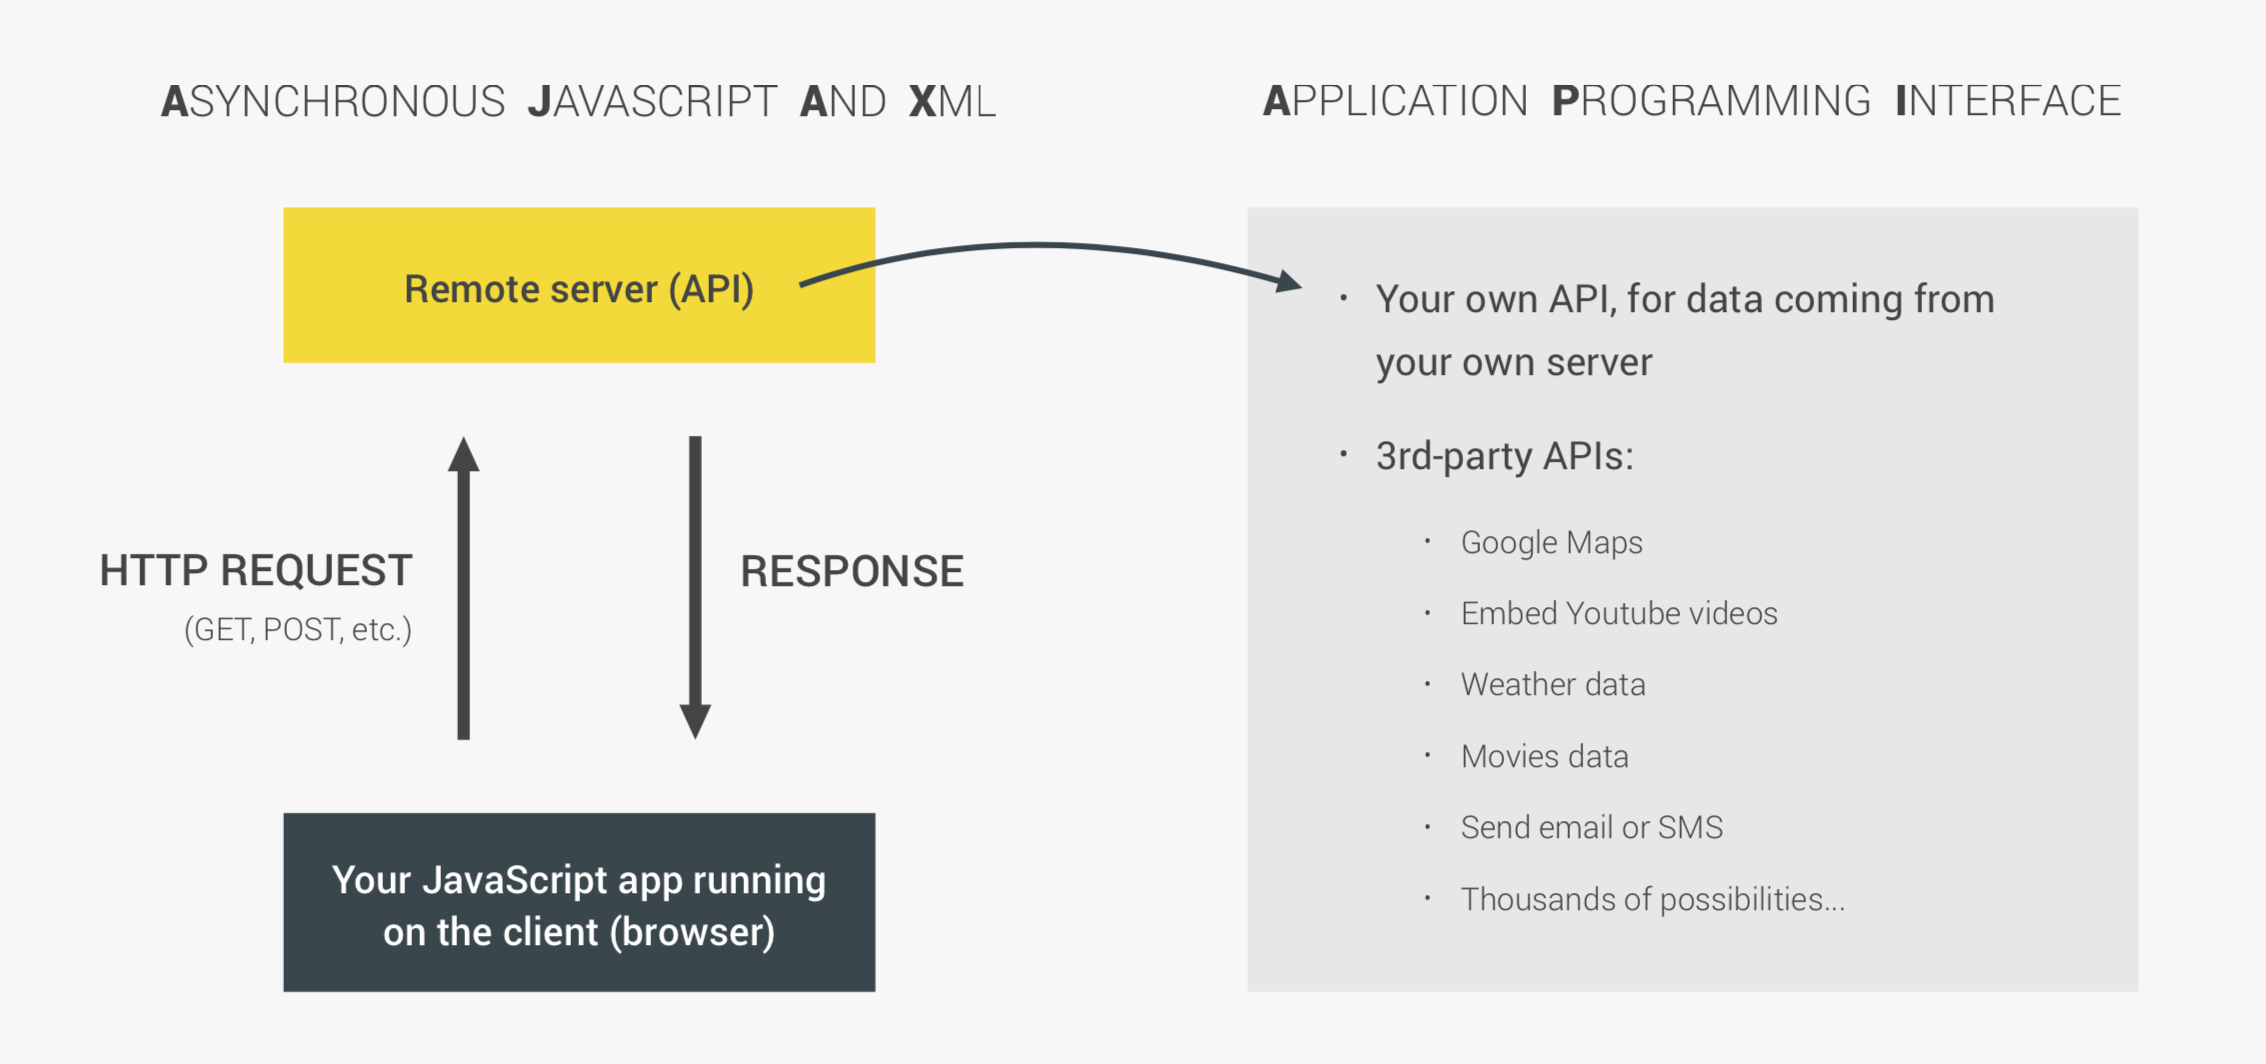 ASYNCHRONOUS JAVASCRIPT AND XML
APPLICATION PROGRAMMING INTERFACE
Remote server (API)
HTTP REQUEST
(GET, POST, etc.)
RESPONSE
Your JavaScript app running
on the client (browser)
· Your own API, for data coming from
your own server
· 3rd-party APIs:
· Google Maps
· Embed Youtube videos
· Weather data
· Movies data
· Send email or SMS
· Thousands of possibilities...